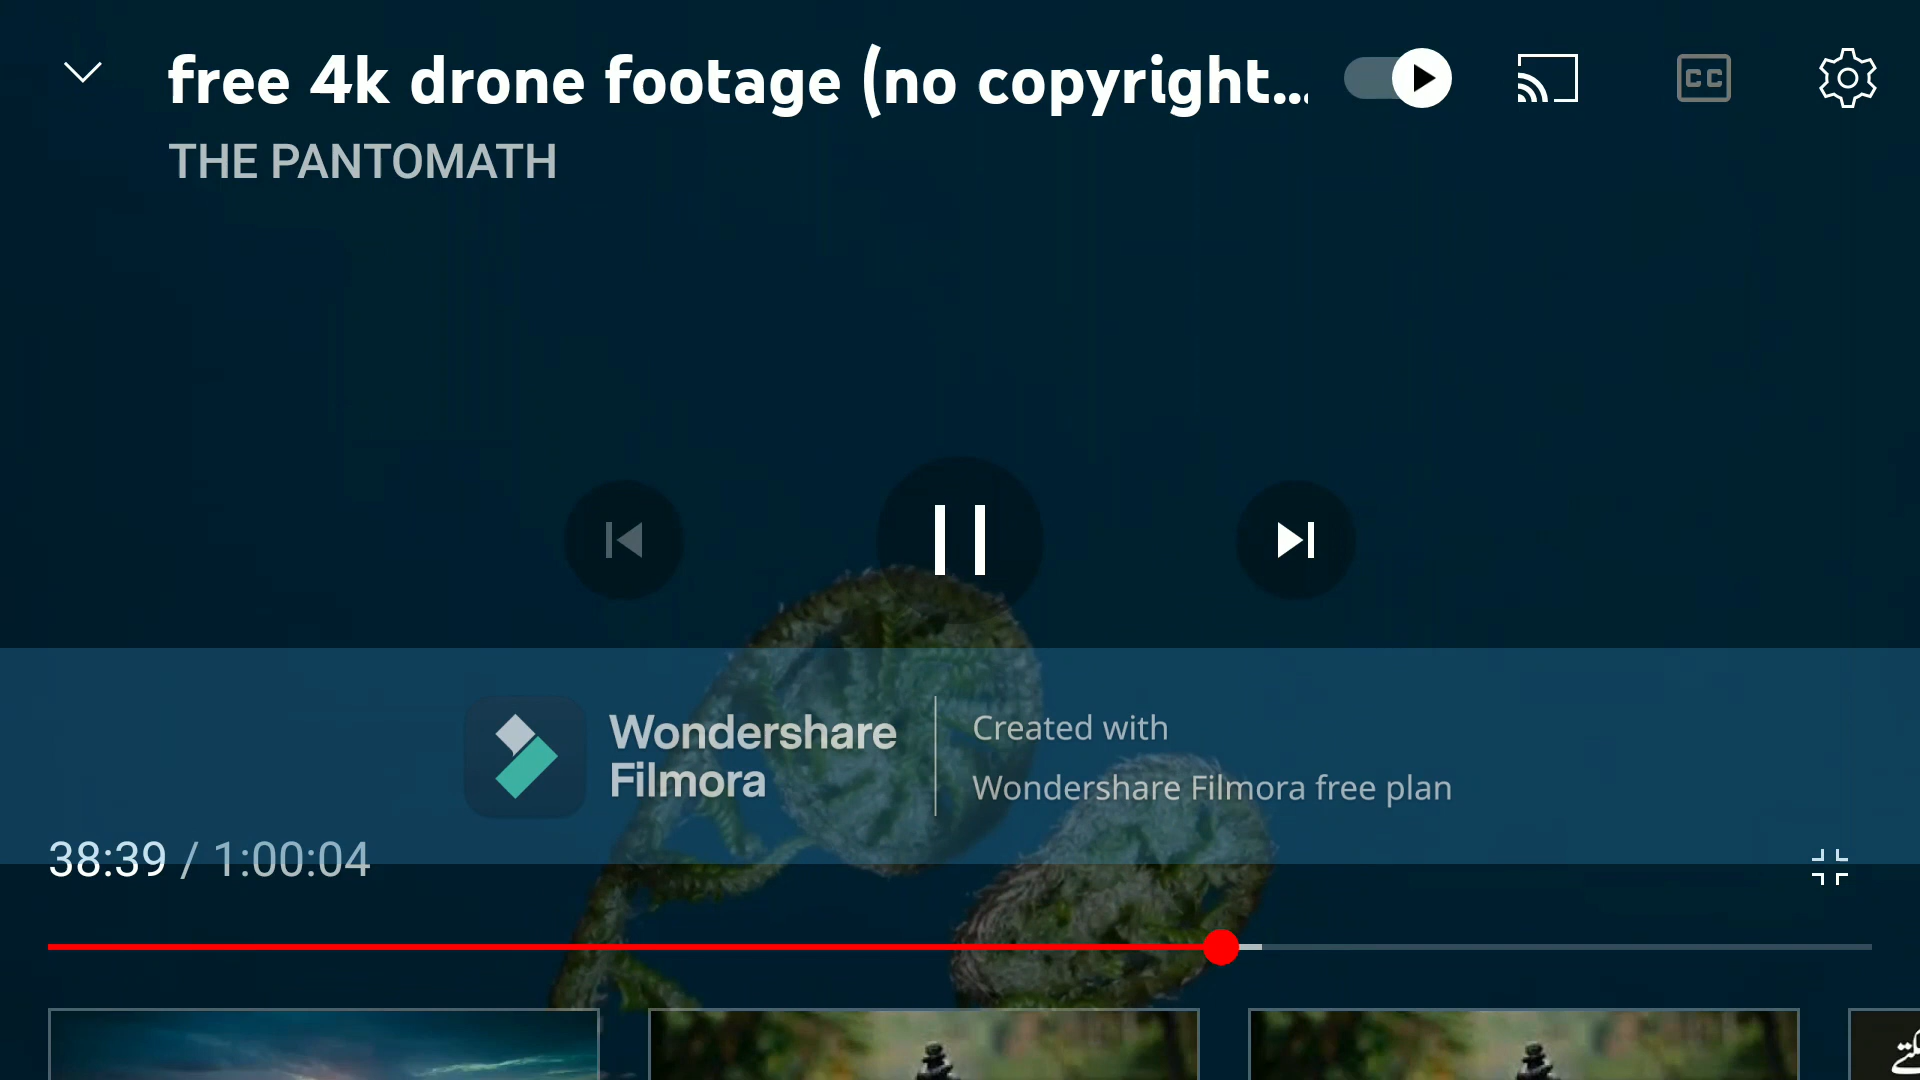 free 4k drone footage (no copyright...
THE PANTOMATH
CC
Wondershare
Filmora
Created with
Wondershare Filmora free plan
38:39 / 1:00:04